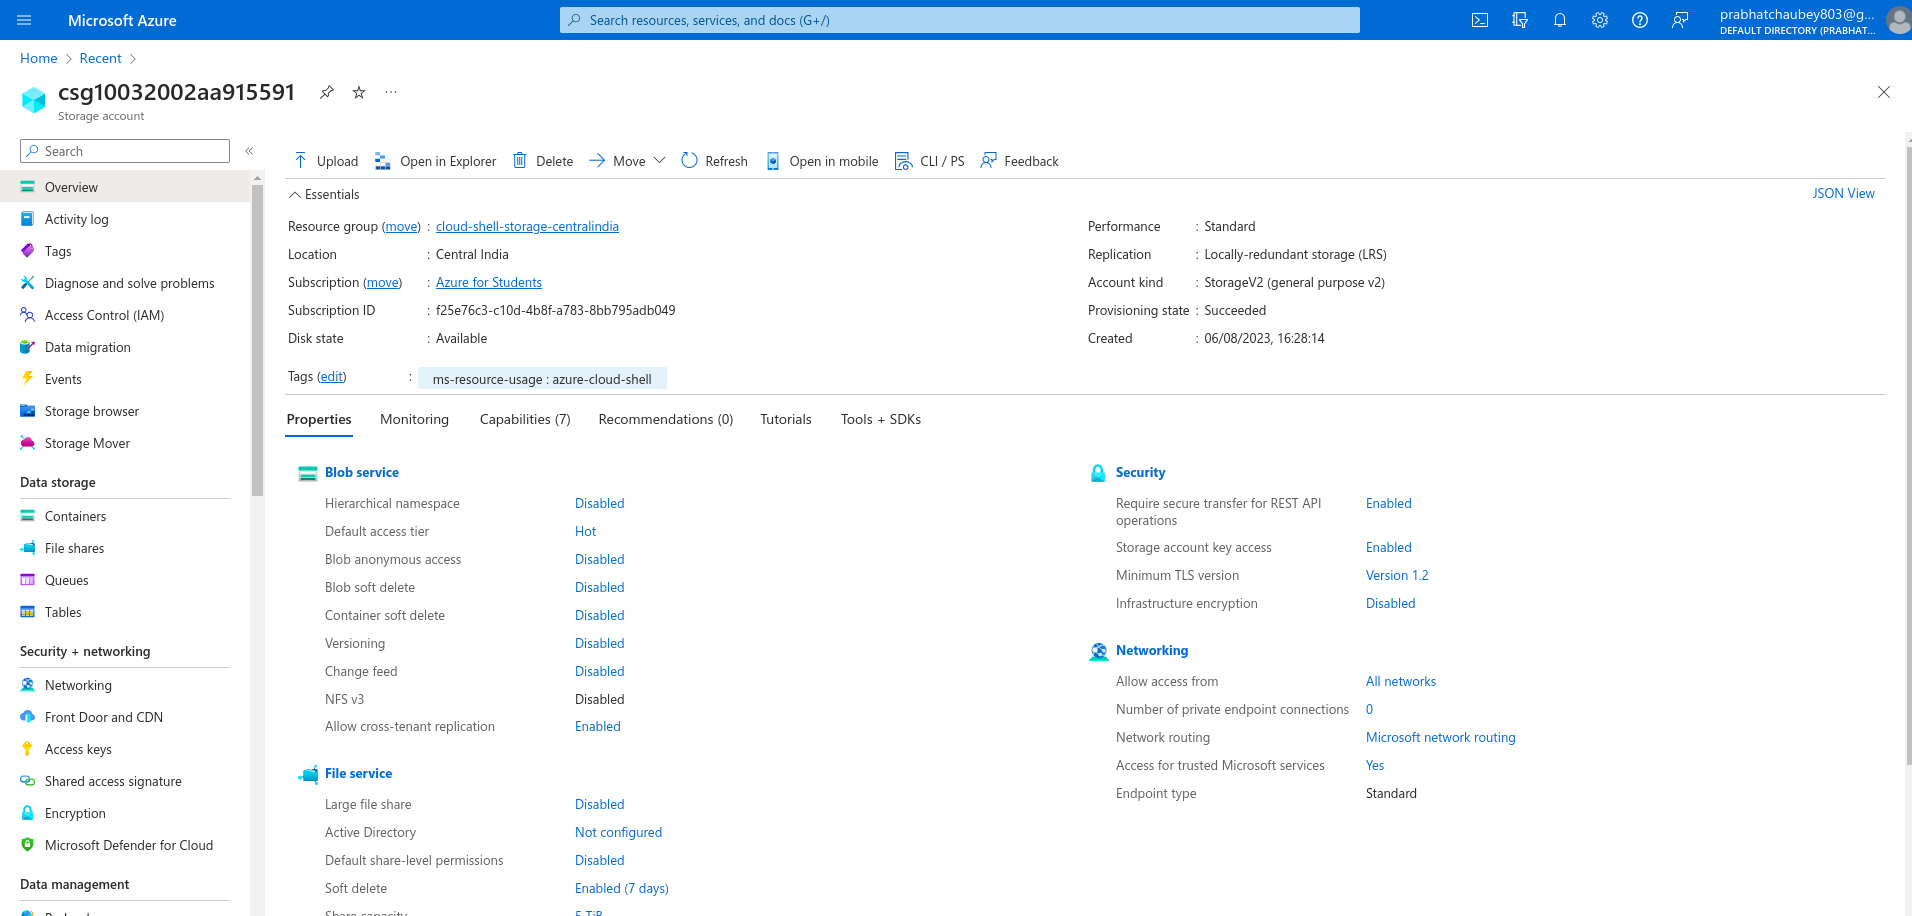 Microsoft Azure
Search resources, services, and docs (G+/)
prabhatchaubey803@g...
DEFAULT DIRECTORY (PRABHAT...
Home > Recent >
csg10032002aa915591
...
Storage account
Search
«
Overview
Activity log
Tags
Diagnose and solve problems
Access Control (IAM)
Data migration
Events
Storage browser
Storage Mover
Data storage
Containers
File shares
Queues
Tables
Security + networking
Networking
Front Door and CDN
Access keys
Shared access signature
Encryption
Microsoft Defender for Cloud
Data management
Upload Open in Explorer Delete Move Refresh Open in mobile CLI / PS Feedback
Essentials
JSON View
Resource group (move) : cloud-shell-storage-centralindia
Location : Central India
Subscription (move) : Azure for Students
Subscription ID : f25e76c3-c10d-4b8f-a783-8bb795adb049
Disk state : Available
Performance : Standard
Replication : Locally-redundant storage (LRS)
Account kind : StorageV2 (general purpose v2)
Provisioning state : Succeeded
Created : 06/08/2023, 16:28:14
Tags (edit) : ms-resource-usage : azure-cloud-shell
Properties Monitoring Capabilities (7) Recommendations (0) Tutorials Tools + SDKs
Blob service
Hierarchical namespace Disabled
Default access tier Hot
Blob anonymous access Disabled
Blob soft delete Disabled
Container soft delete Disabled
Versioning Disabled
Change feed Disabled
NFS v3 Disabled
Allow cross-tenant replication Enabled
File service
Large file share Disabled
Active Directory Not configured
Default share-level permissions Disabled
Soft delete Enabled (7 days)
Share capacity 5 TiB
Security
Require secure transfer for REST API Enabled
operations
Storage account key access Enabled
Minimum TLS version Version 1.2
Infrastructure encryption Disabled
Networking
Allow access from All networks
Number of private endpoint connections 0
Network routing Microsoft network routing
Access for trusted Microsoft services Yes
Endpoint type Standard